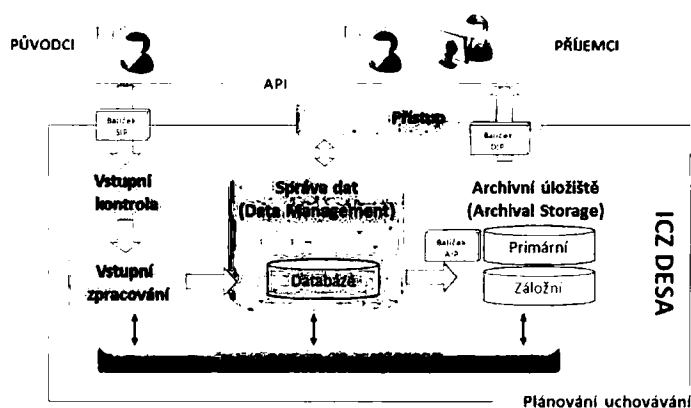 PŮVODCI
PŘÍJEMCI
API
Balíček
SIP
Přístup
Balíček
DIP
Vstupní
kontrola
Správa dat
(Data Management)
Archivní úložiště
(Archival Storage)
ICZ DESA
Balíček
AIP
Primární
Vstupní
zpracování
Databáze
Záložní
Plánování uchovávání